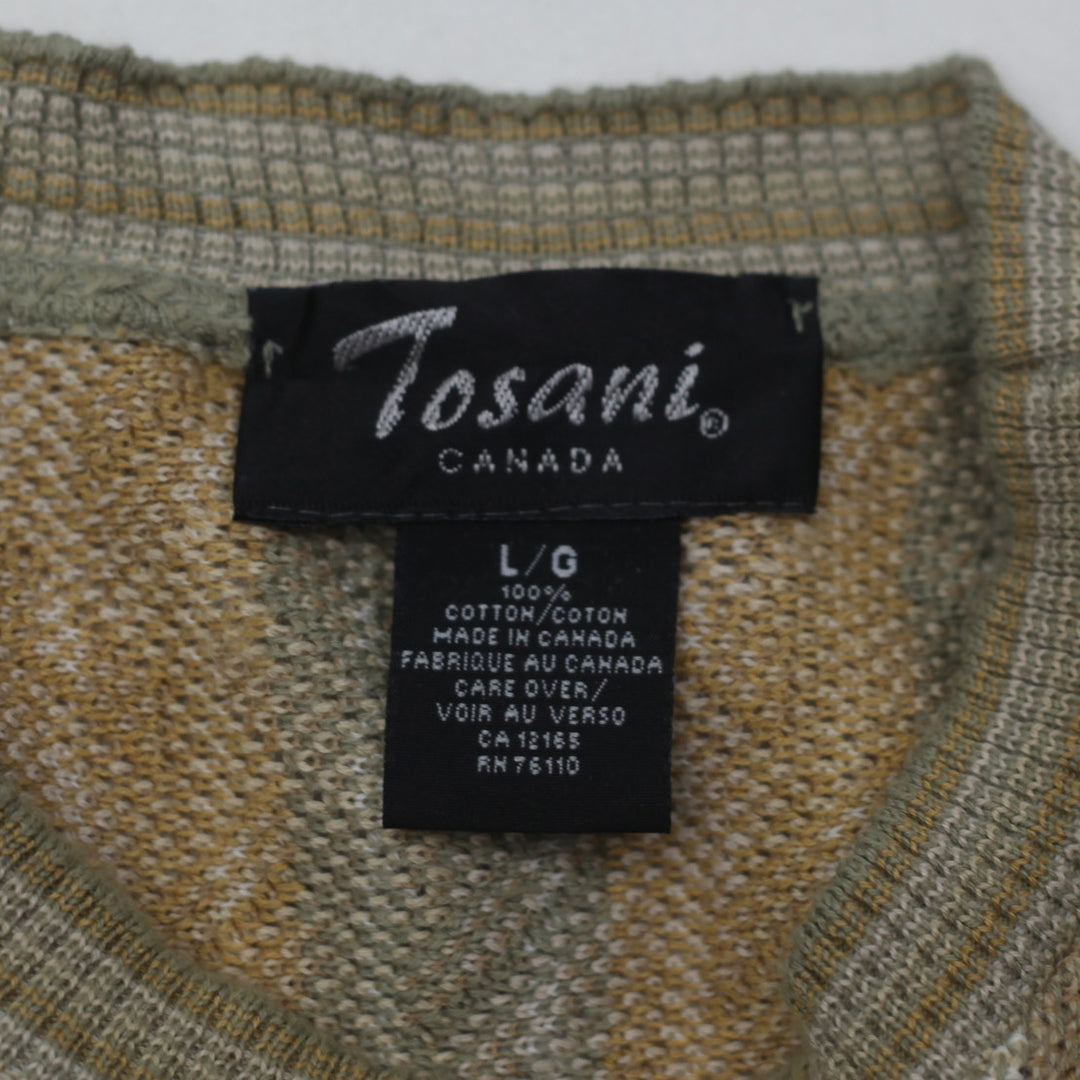 Tosani®
CANADA
L/G
100%
COTTON/COTON
MADE IN CANADA
FABRIQUE AU CANADA
CARE OVER/
VOIR AU VERSO
CA 12165
RN 76110